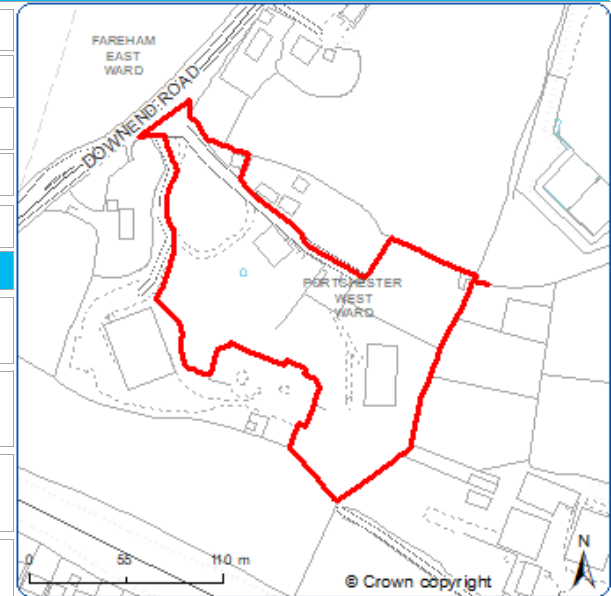 FAREHAM
EAST
WARD
DOWNEND ROAD
PORTCHESTER
WEST
WARD
0 55 110 m
N
© Crown copyright